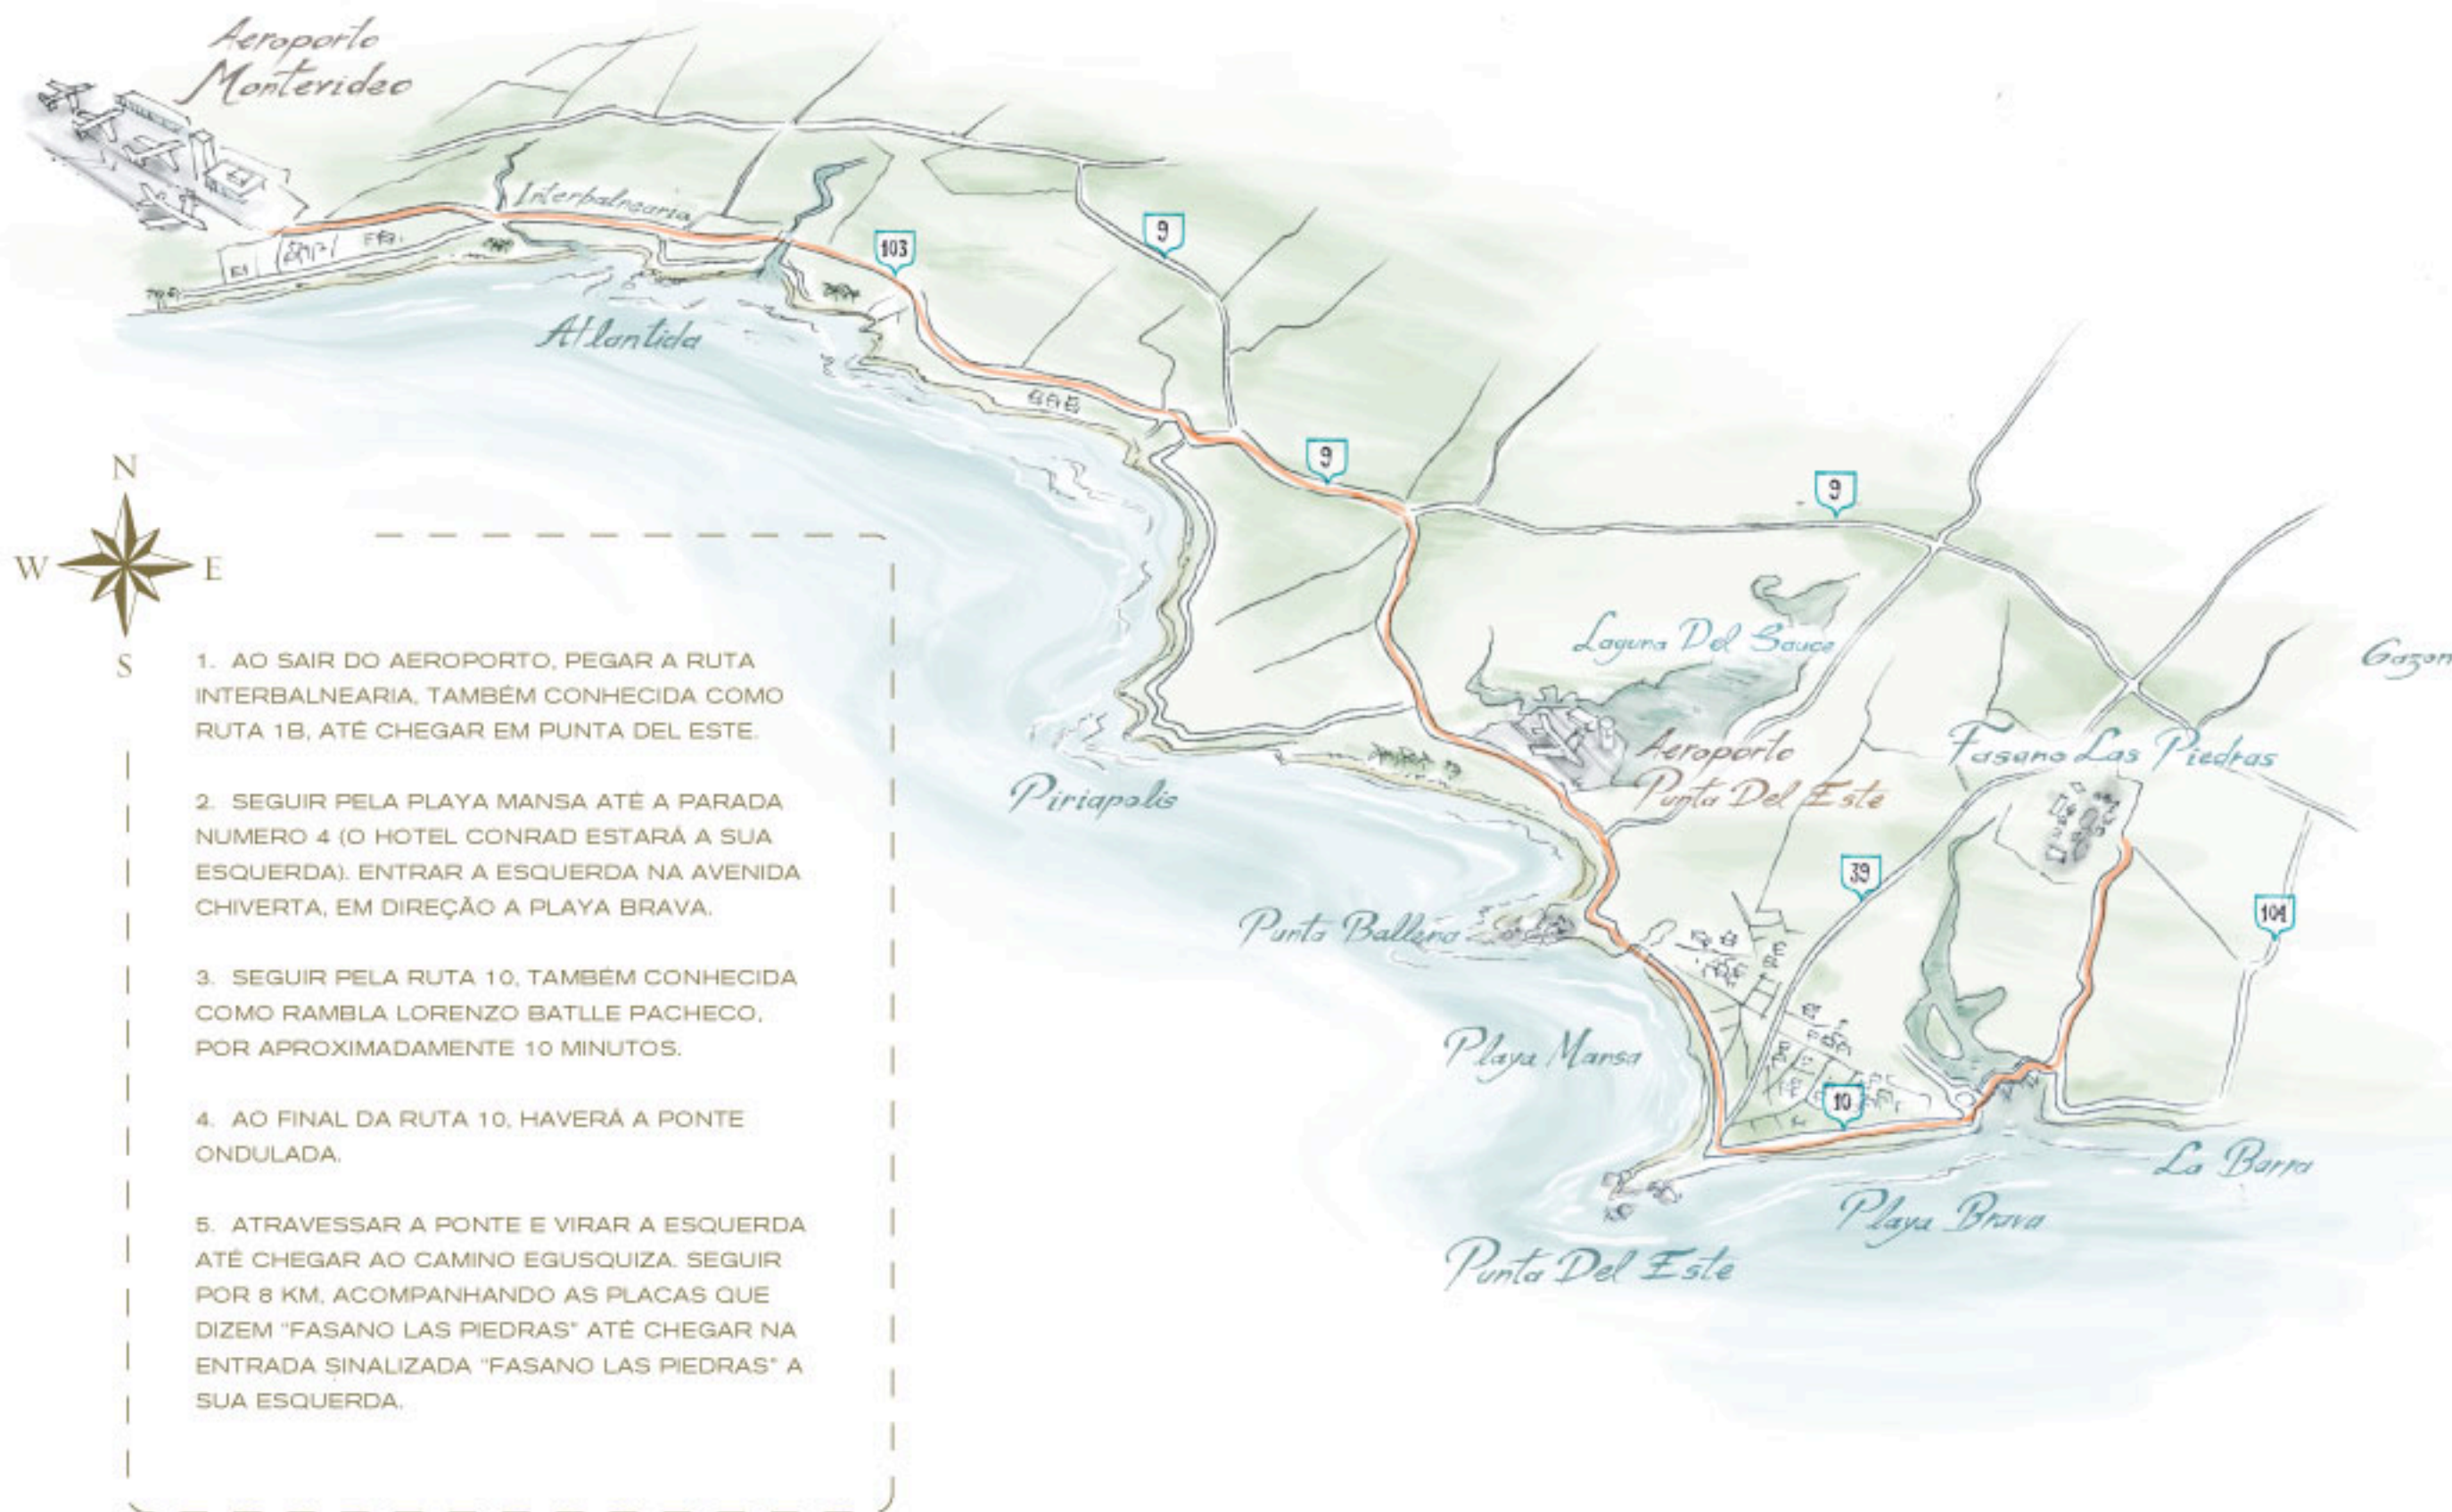 Aeroporto
Montevideo
Interbalnearia
103
9
Atlantida
9
9
N
W
E
S
Laguna Del Sauce
Aeroporto
Punta Del Este
Fasano Las Piedras
Piriapolis
39
104
Punta Ballena
Playa Mansa
10
La Barra
Playa Brava
Punta Del Este
1. AO SAIR DO AEROPORTO, PEGAR A RUTA
INTERBALNEARIA, TAMBÉM CONHECIDA COMO
RUTA 1B, ATÉ CHEGAR EM PUNTA DEL ESTE.
2. SEGUIR PELA PLAYA MANSA ATÉ A PARADA
NUMERO 4 (O HOTEL CONRAD ESTARÁ A SUA
ESQUERDA). ENTRAR A ESQUERDA NA AVENIDA
CHIVERTA, EM DIREÇÃO A PLAYA BRAVA.
3. SEGUIR PELA RUTA 10, TAMBÉM CONHECIDA
COMO RAMBLA LORENZO BATLLE PACHECO,
POR APROXIMADAMENTE 10 MINUTOS.
4. AO FINAL DA RUTA 10, HAVERÁ A PONTE
ONDULADA.
5. ATRAVESSAR A PONTE E VIRAR A ESQUERDA
ATÉ CHEGAR AO CAMINO EGUSQUIZA. SEGUIR
POR 8 KM, ACOMPANHANDO AS PLACAS QUE
DIZEM "FASANO LAS PIEDRAS" ATÉ CHEGAR NA
ENTRADA SINALIZADA "FASANO LAS PIEDRAS" A
SUA ESQUERDA.